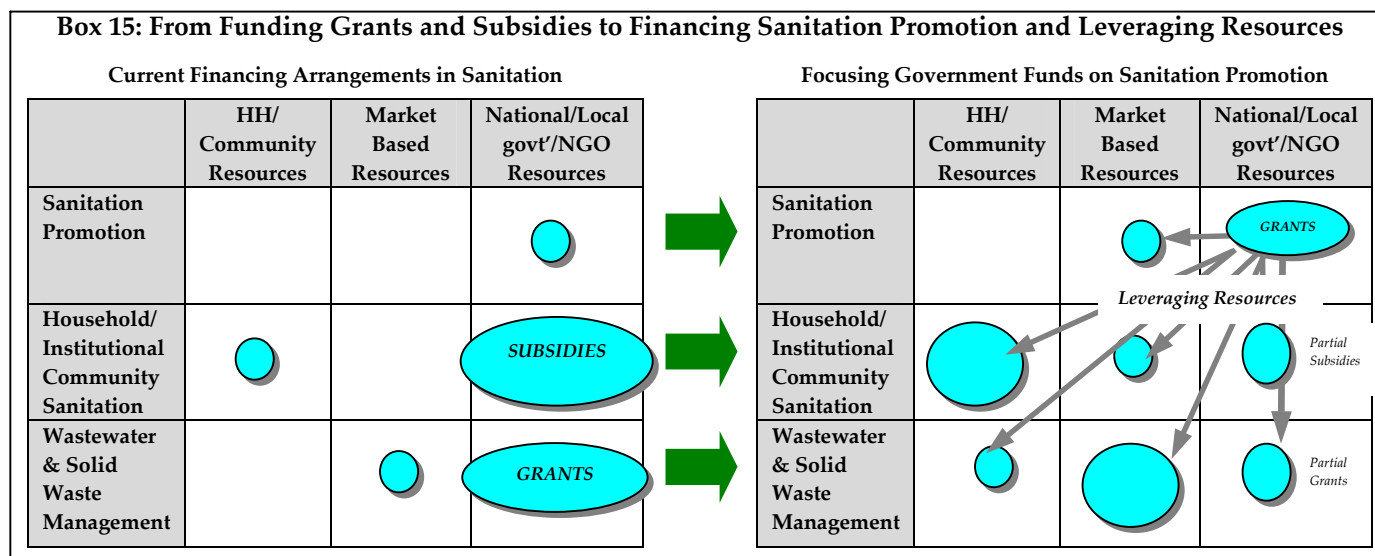 Box 15: From Funding Grants and Subsidies to Financing Sanitation Promotion and Leveraging Resources
Current Financing Arrangements in Sanitation
HH/
Community
Resources
Market
Based
Resources
National/Local
govt'/NGO
Resources
Sanitation
Promotion
Household/
Institutional
Community
Sanitation
SUBSIDIES
Wastewater
& Solid
Waste
Management
GRANTS
Focusing Government Funds on Sanitation Promotion
HH/
Community
Resources
Market
Based
Resources
National/Local
govt'/NGO
Resources
Sanitation
Promotion
GRANTS
Leveraging Resources
Household/
Institutional
Community
Sanitation
Partial
Subsidies
Wastewater
& Solid
Waste
Management
Partial
Grants